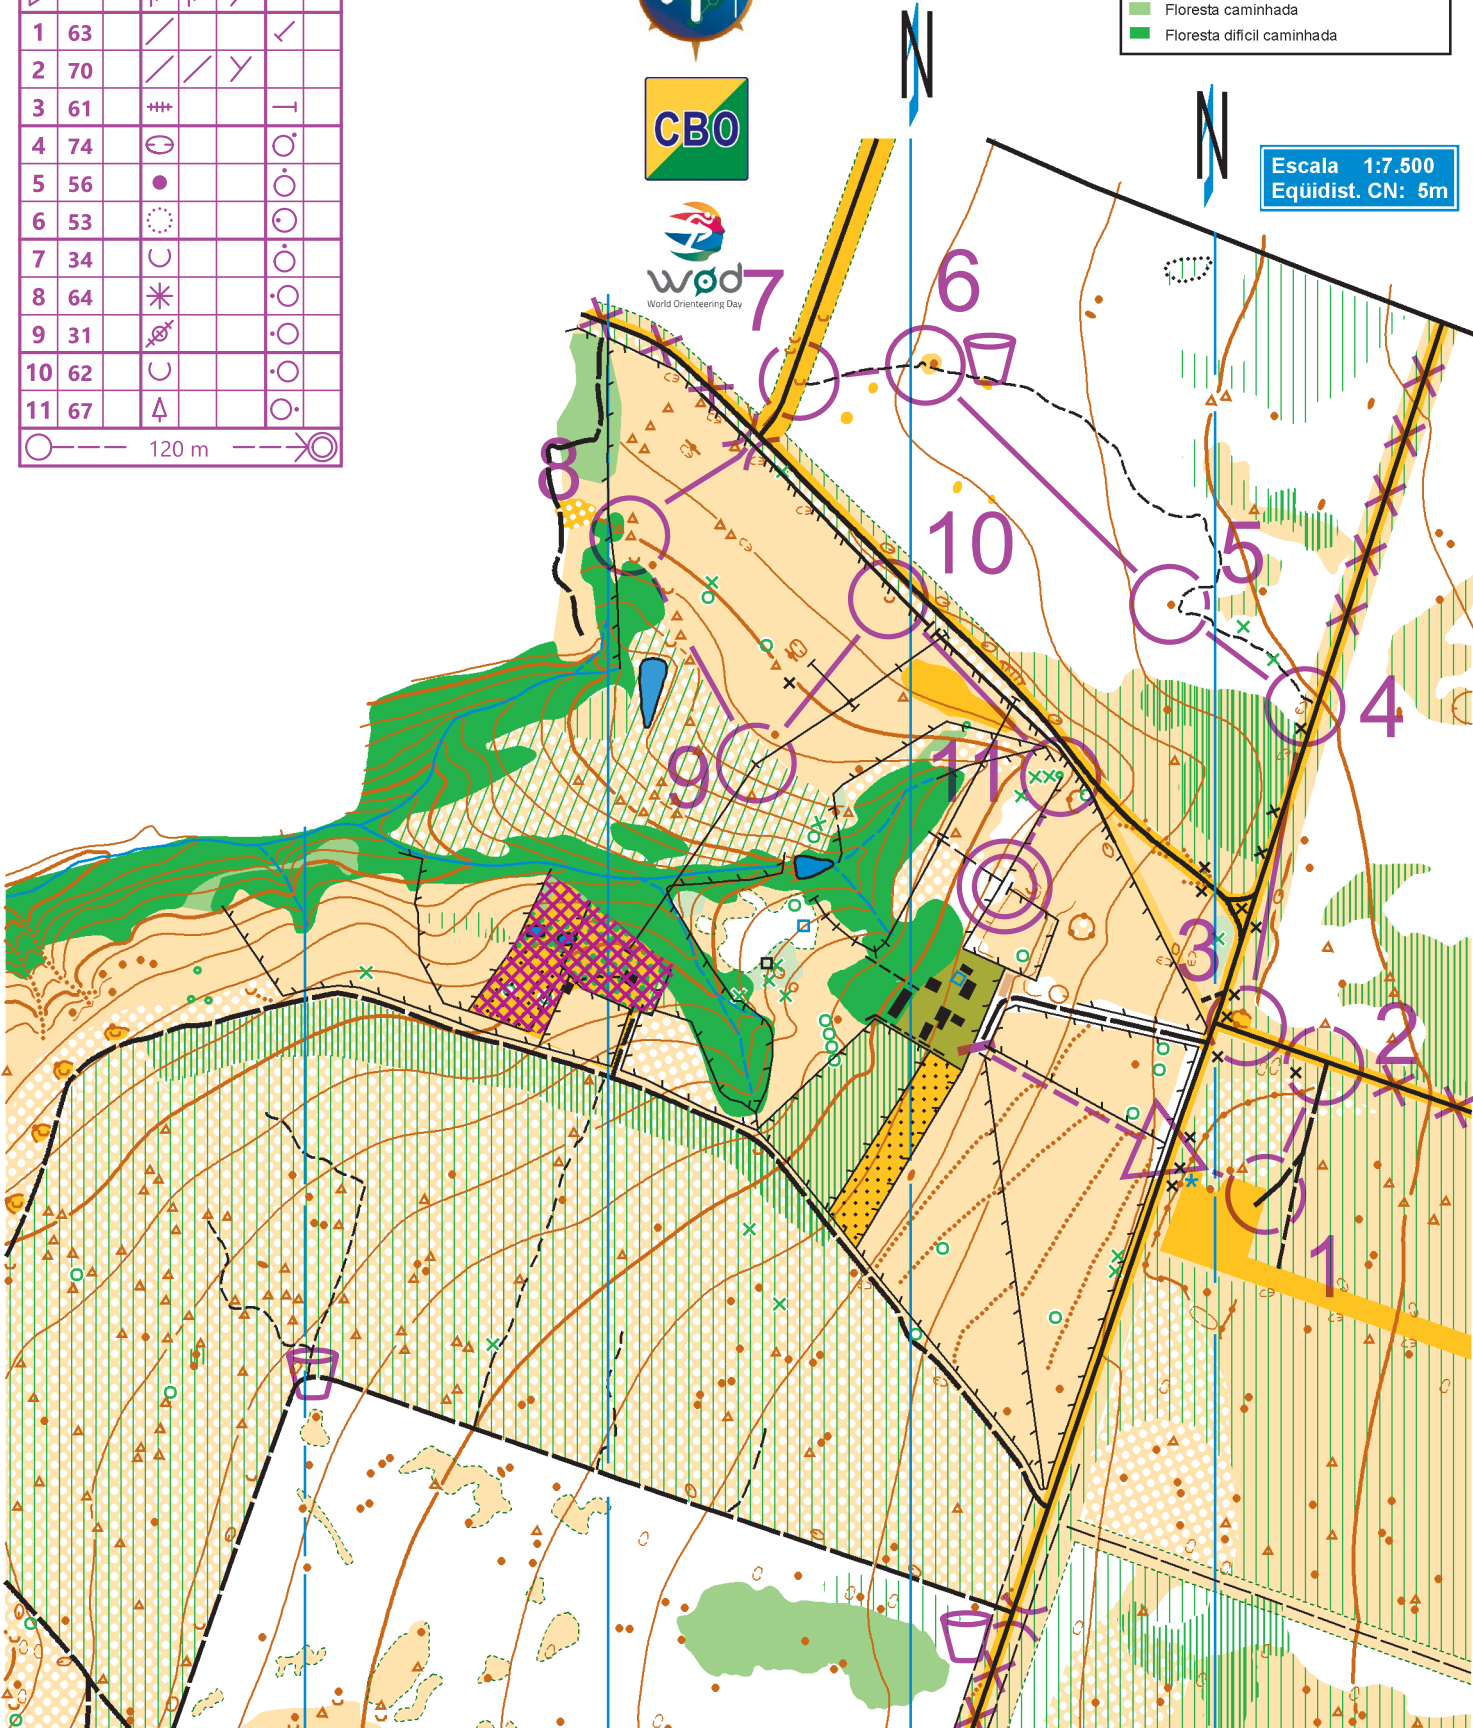 1 63
2 70
3 61
4 74
5 56
6 53
7 34
8 64
9 31
10 62
11 67
120 m
CBO
wød
World Orienteering Day
Floresta caminhada
Floresta difícil caminhada
N
N
Escala 1:7.500
Eqüidist. CN: 5m
7
6
8
10
5
4
9
11
3
2
1